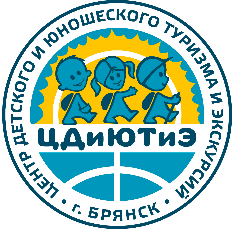 ЦЕНТР ДЕТСКОГО И ЮНОШЕСКОГО ТУРИЗМА И ЭКСКУРСИЙ
ЦДиЮТиЭ
• г. БРЯНСК •